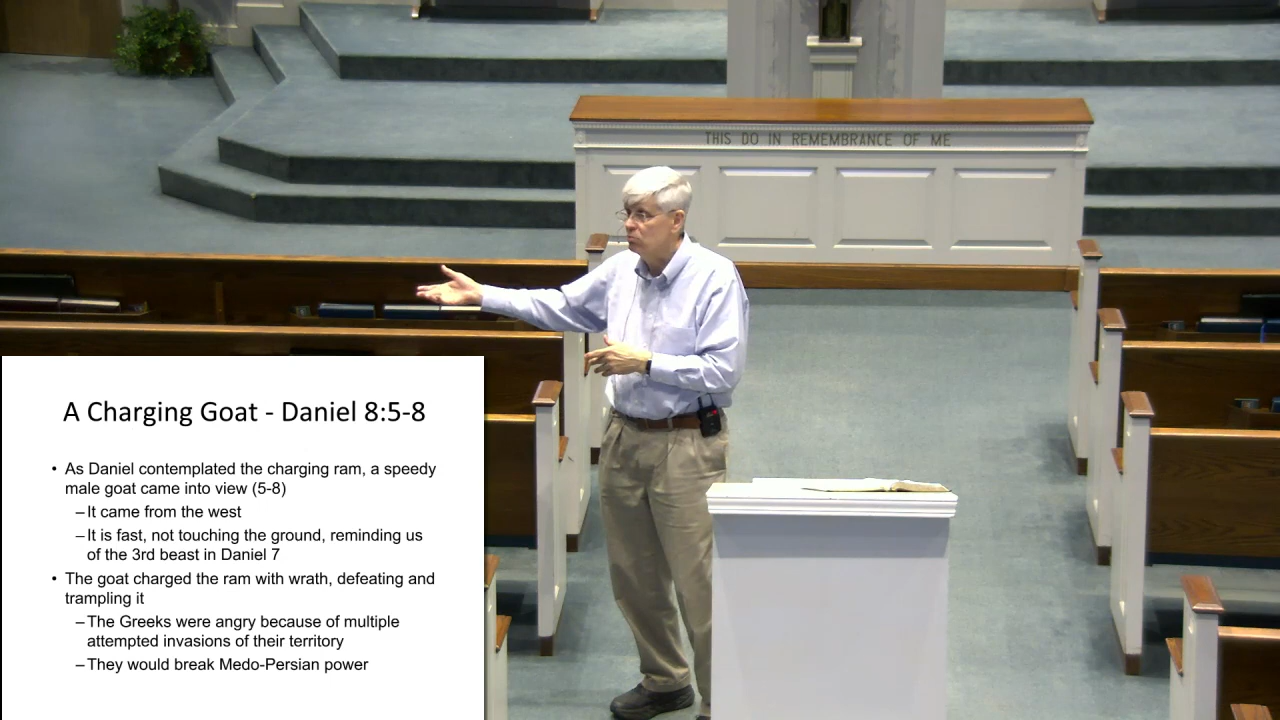 THIS DO IN REMEMBRANCE OF ME
A Charging Goat - Daniel 8:5-8
• As Daniel contemplated the charging ram, a speedy
male goat came into view (5-8)
–It came from the west
–It is fast, not touching the ground, reminding us
of the 3rd beast in Daniel 7
• The goat charged the ram with wrath, defeating and
trampling it
–The Greeks were angry because of multiple
attempted invasions of their territory
–They would break Medo-Persian power